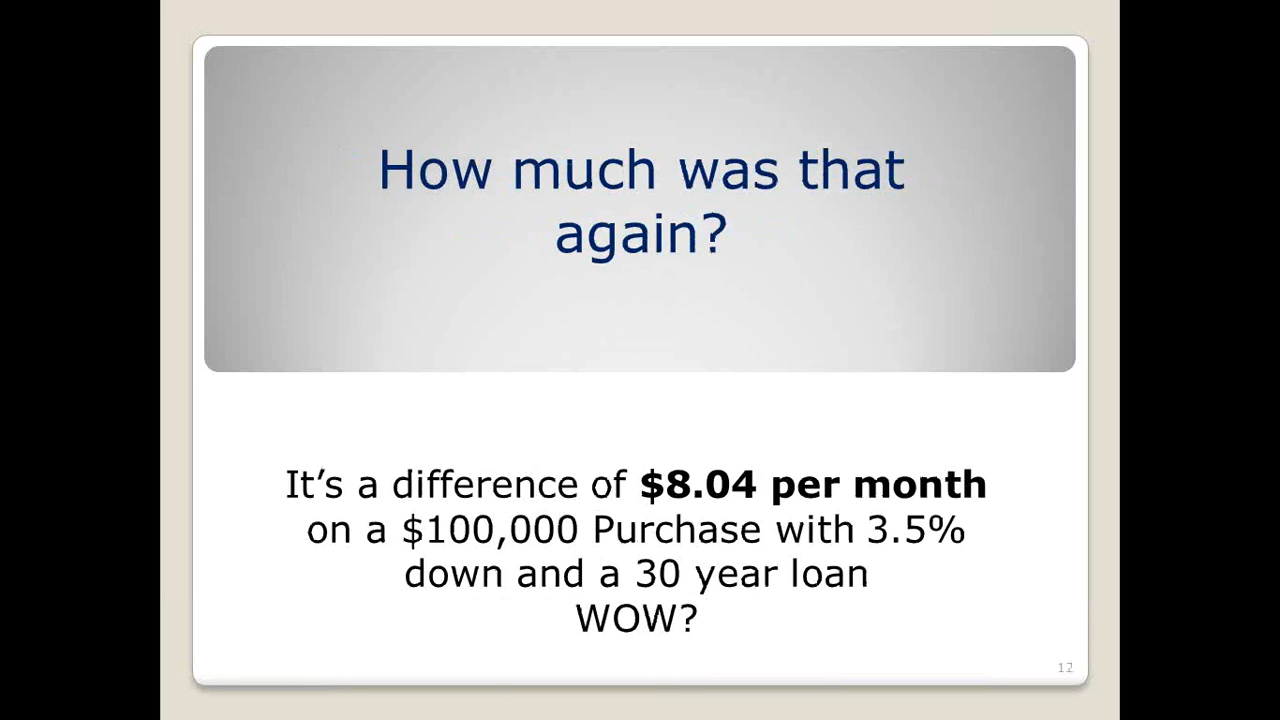 How much was that
again?
It’s a difference of $8.04 per month
on a $100,000 Purchase with 3.5%
down and a 30 year loan
WOW?
12